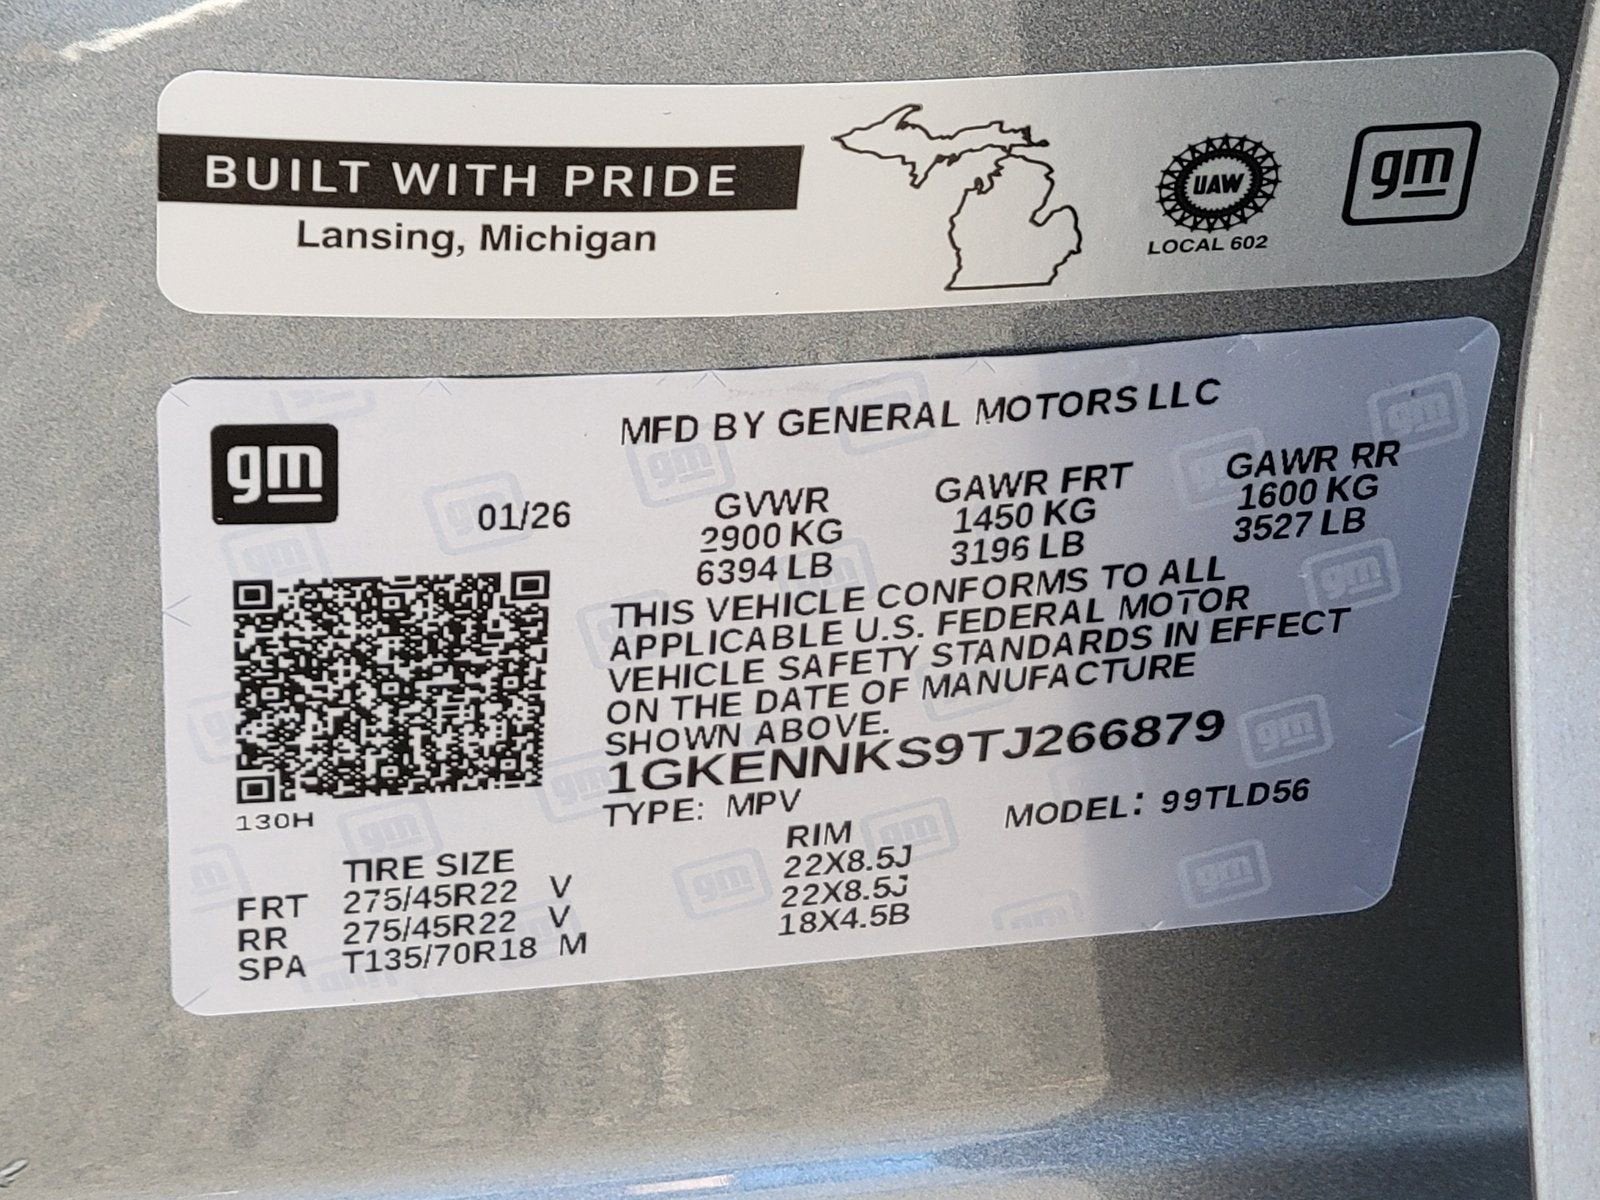 BUILT WITH PRIDE
Lansing, Michigan
UAW
LOCAL 602
gm
gm
MFD BY GENERAL MOTORS LLC
01/26
GVWR GAWR FRT GAWR RR
2900 KG 1450 KG 1600 KG
6394 LB 3196 LB 3527 LB
THIS VEHICLE CONFORMS TO ALL
APPLICABLE U.S. FEDERAL MOTOR
VEHICLE SAFETY STANDARDS IN EFFECT
ON THE DATE OF MANUFACTURE
SHOWN ABOVE.
1GKENNKS9TJ266879
TYPE: MPV MODEL: 99TLD56
130H
TIRE SIZE RIM
FRT 275/45R22 V 22X8.5J
RR 275/45R22 V 22X8.5J
SPA T135/70R18 M 18X4.5B